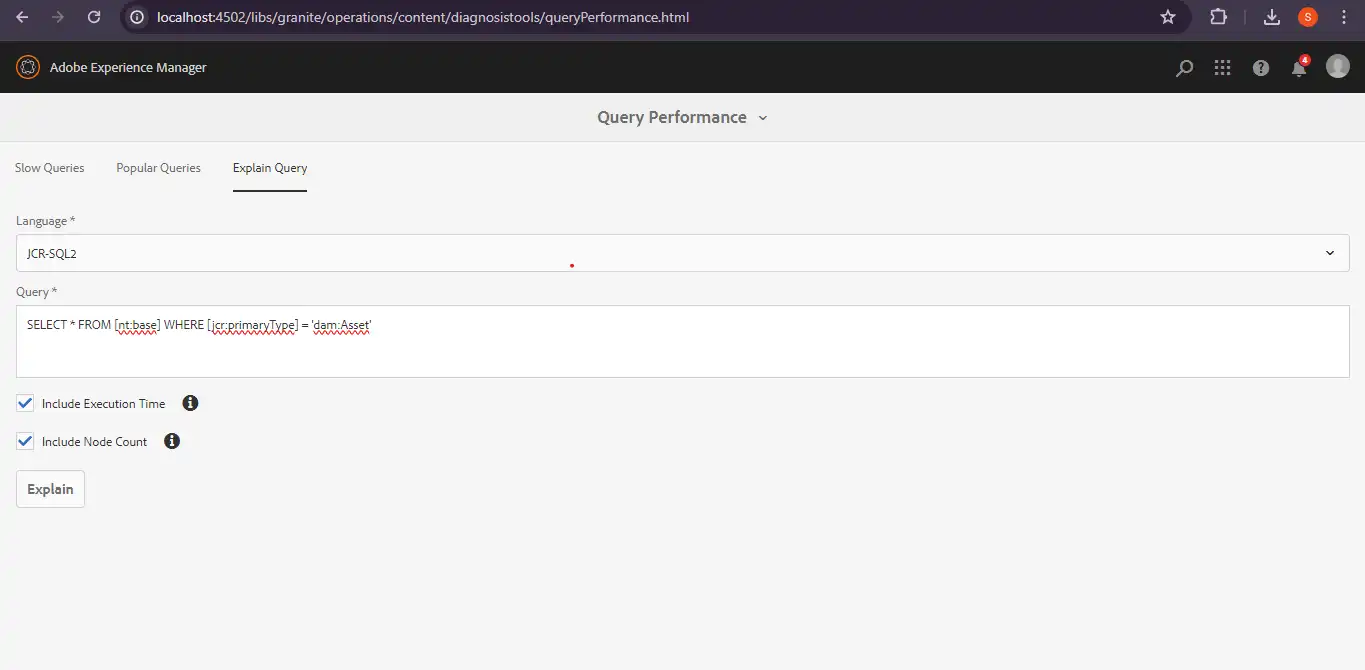 localhost:4502/libs/granite/operations/content/diagnosistools/queryPerformance.html
S
Adobe Experience Manager
4
Query Performance
Slow Queries Popular Queries Explain Query
Language *
JCR-SQL2
Query *
SELECT * FROM [nt:base] WHERE [jcr:primaryType] = 'dam:Asset'
Include Execution Time
Include Node Count
Explain